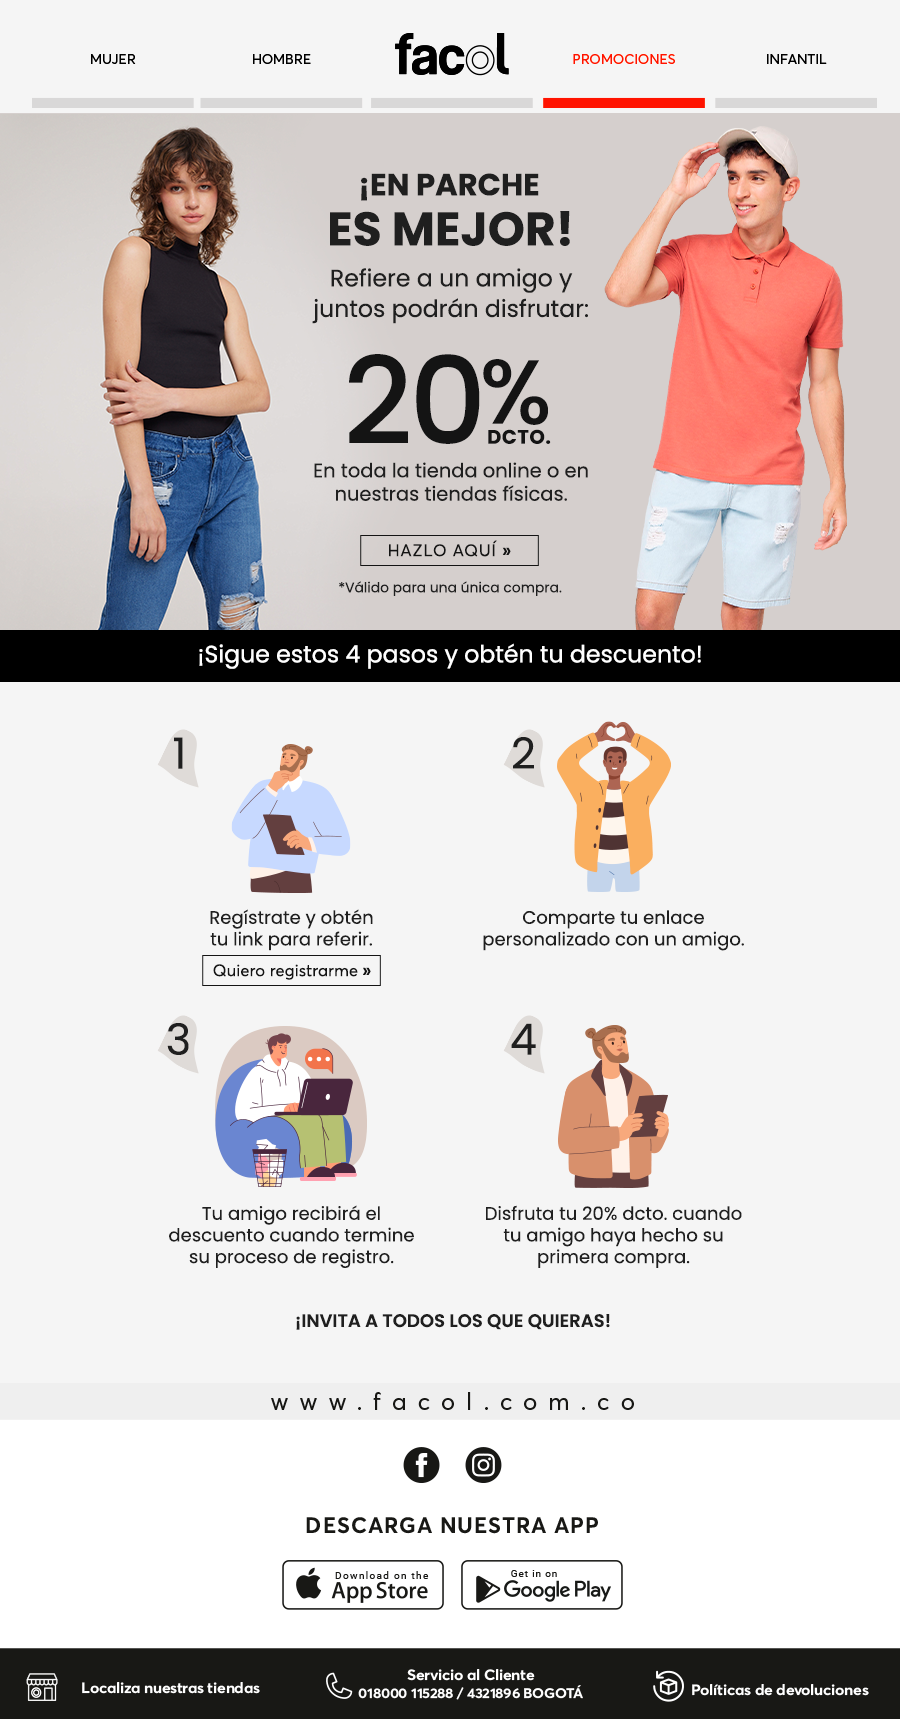 MUJER
HOMBRE
facol
PROMOCIONES
INFANTIL
¡EN PARCHE
ES MEJOR!
Refiere a un amigo y
juntos podrán disfrutar:
20%
DCTO.
En toda la tienda online o en
nuestras tiendas físicas.
HAZLO AQUÍ »
*Válido para una única compra.
¡Sigue estos 4 pasos y obtén tu descuento!
1
Regístrate y obtén
tu link para referir.
Quiero registrarme »
2
Comparte tu enlace
personalizado con un amigo.
3
Tu amigo recibirá el
descuento cuando termine
su proceso de registro.
4
Disfruta tu 20% dcto. cuando
tu amigo haya hecho su
primera compra.
¡INVITA A TODOS LOS QUE QUIERAS!
www.facol.com.co
DESCARGA NUESTRA APP
Download on the
App Store
Get in on
Google Play
Localiza nuestras tiendas
Servicio al Cliente
018000 115288 / 4321896 BOGOTÁ
Políticas de devoluciones